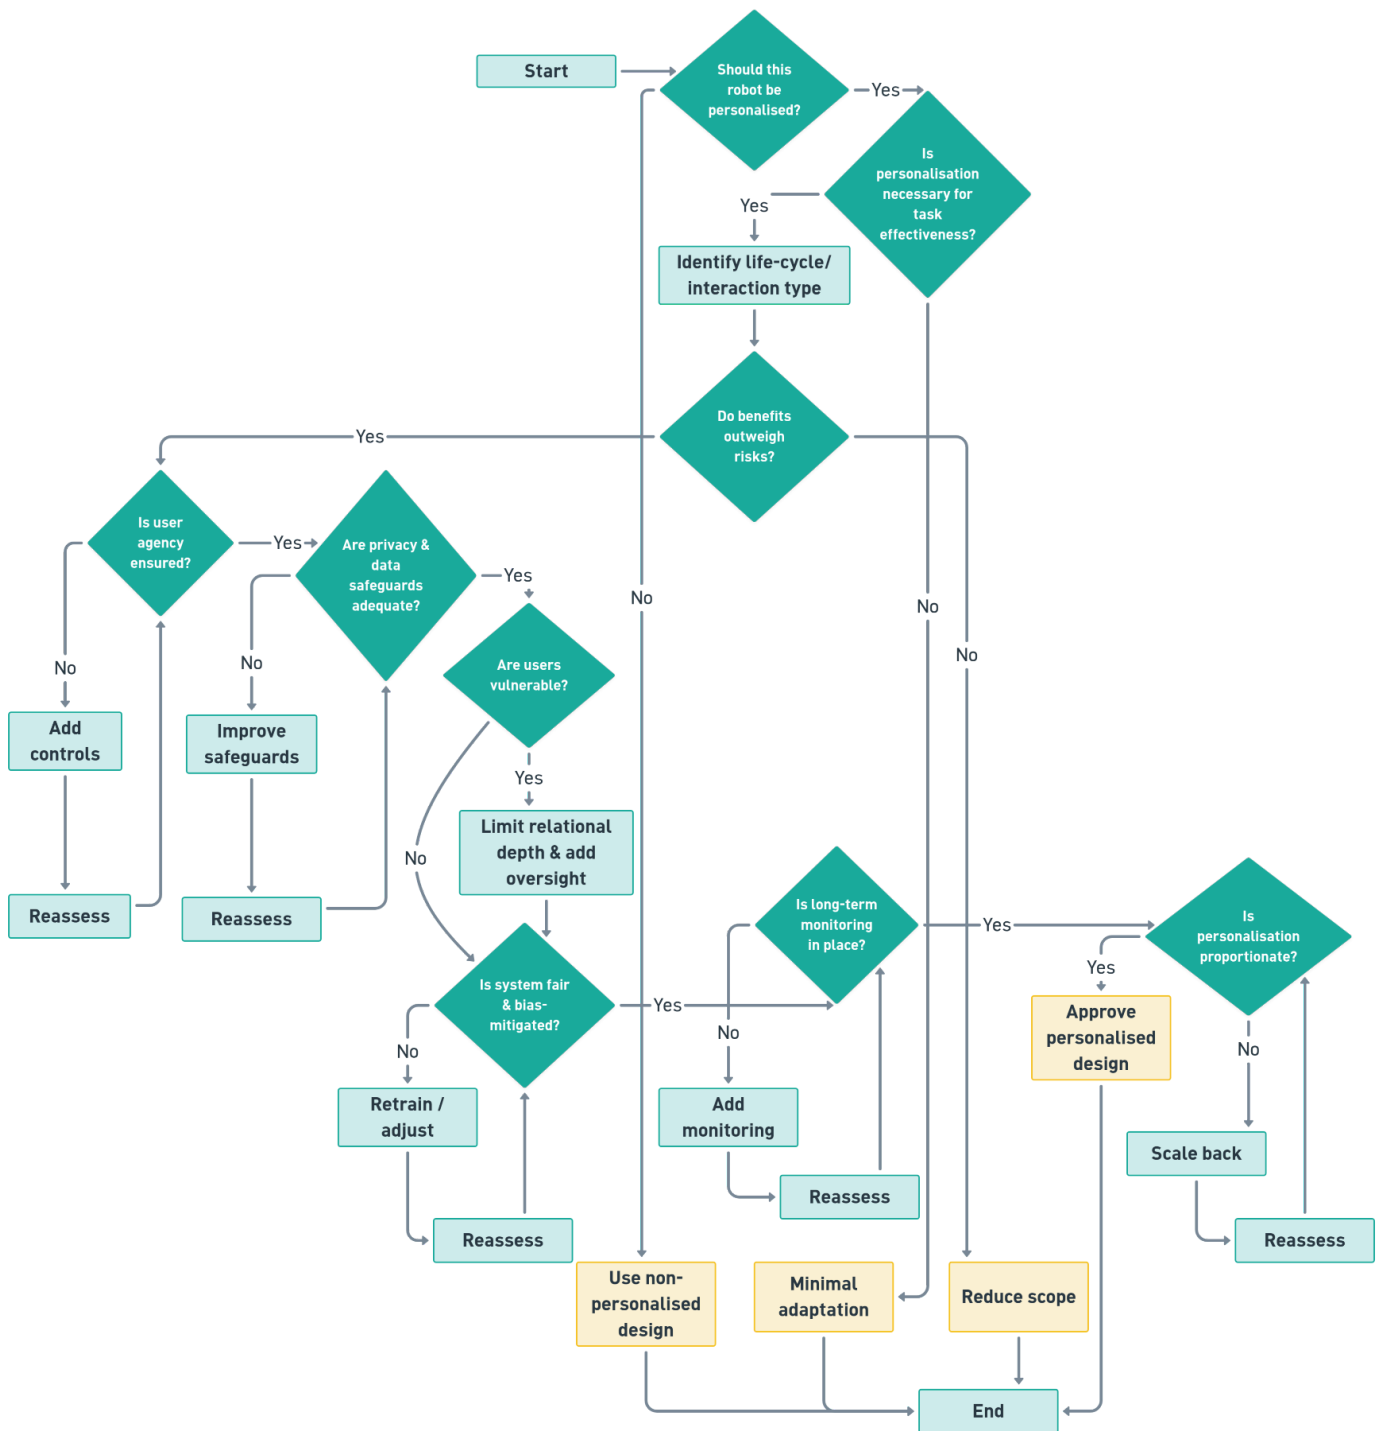 Start
Should this
robot be
personalised?
Yes
Is
personalisation
necessary for
task
effectiveness?
Yes
Identify life-cycle/
interaction type
Do benefits
outweigh
risks?
Yes
Is user
agency
ensured?
Yes
Are privacy &
data
safeguards
adequate?
Yes
No
No
No
Are users
vulnerable?
No
No
No
Add
controls
Improve
safeguards
Yes
Limit relational
depth & add
oversight
No
Reassess
Reassess
Is long-term
monitoring
in place?
Yes
Is
personalisation
proportionate?
Yes
Is system fair
& bias-
mitigated?
Yes
Approve
personalised
design
No
No
No
Retrain /
adjust
Add
monitoring
Scale back
Reassess
Reassess
Reassess
Use non-
personalised
design
Minimal
adaptation
Reduce scope
End